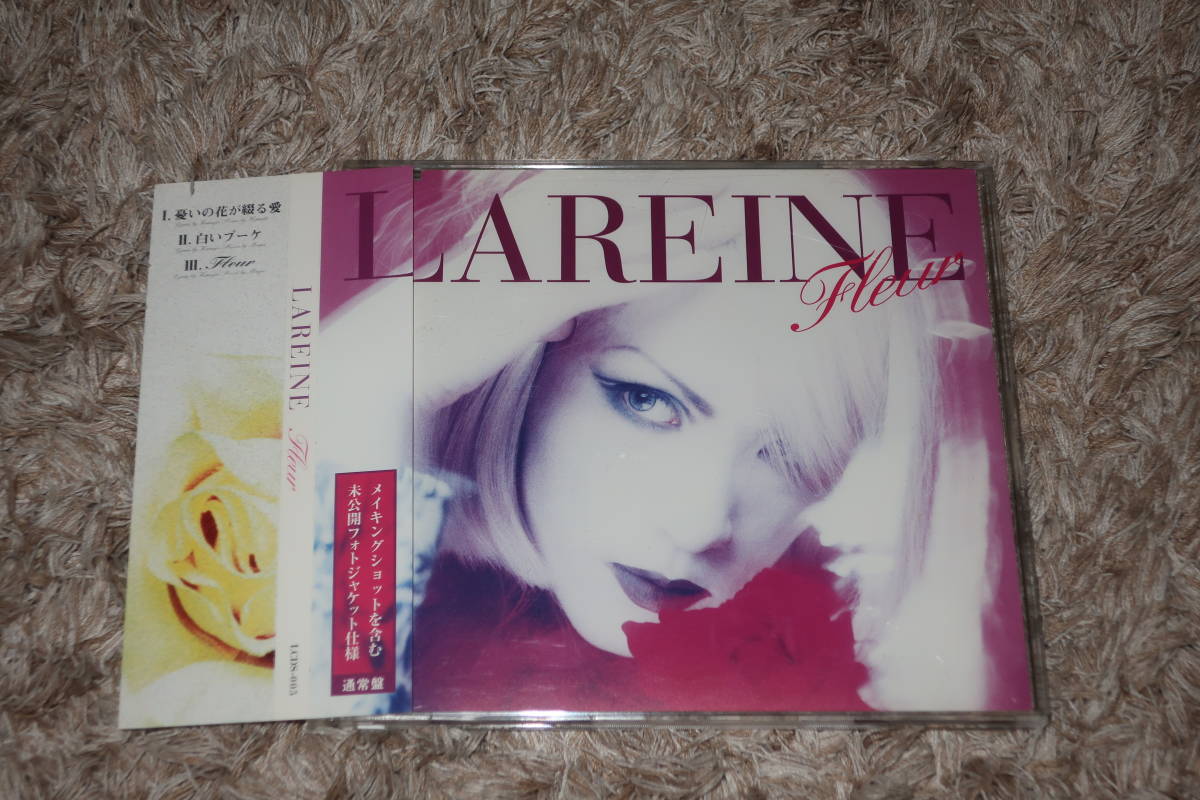 I. 憂いの花が綴る愛
II. 白いブーケ
III. Fleur
LAREINE Fleur
LCDS-005
メイキングショットを含む
未公開フォトジャケット仕様
通常盤
LAREINE
Fleur